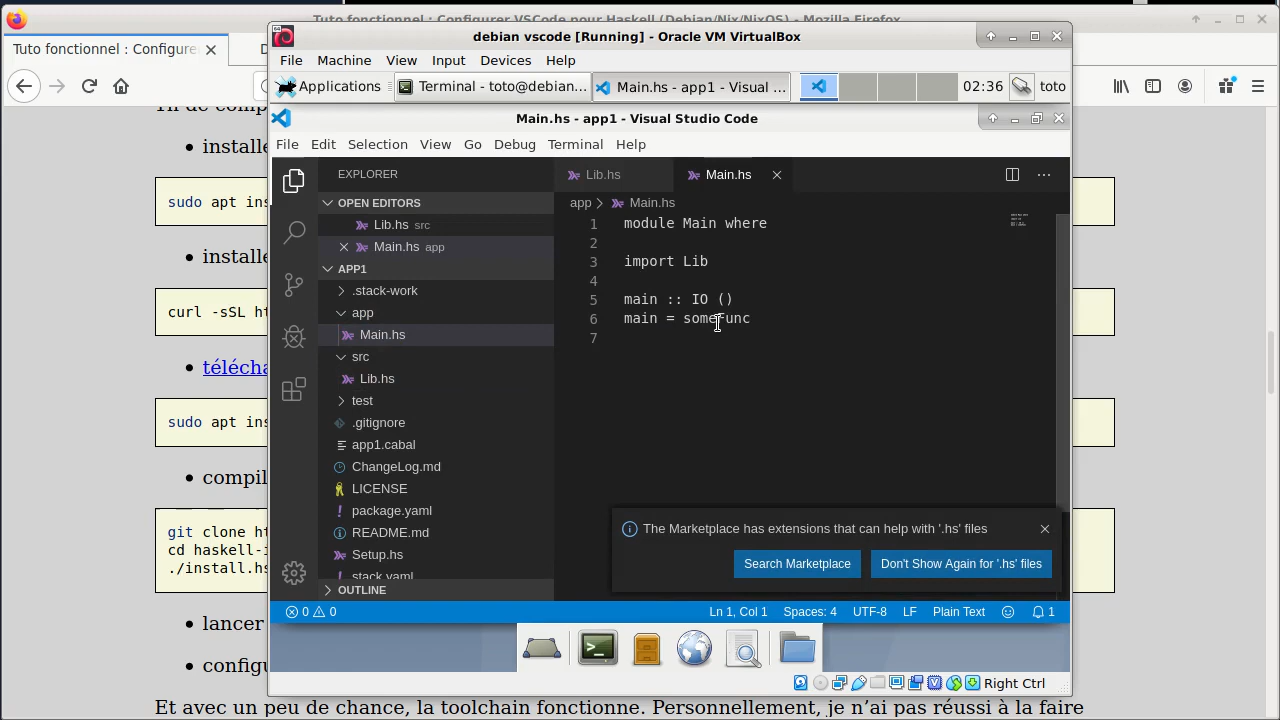 Tuto fonctionnel : Configurer VSCode pour Haskell (Debian/Nix/NixOS) - Mozilla Firefox
Tuto fonctionnel : Configure
debian vscode [Running] - Oracle VM VirtualBox
File Machine View Input Devices Help
Applications Terminal - toto@debian... Main.hs - app1 - Visual ... 02:36 toto
Main.hs - app1 - Visual Studio Code
File Edit Selection View Go Debug Terminal Help
EXPLORER
OPEN EDITORS
Lib.hs src
Main.hs app
APP1
.stack-work
app
Main.hs
src
Lib.hs
test
.gitignore
app1.cabal
ChangeLog.md
LICENSE
package.yaml
README.md
Setup.hs
stack.yaml
OUTLINE
Lib.hs Main.hs
app Main.hs
1 module Main where
2
3 import Lib
4
5 main :: IO ()
6 main = someFunc
7
The Marketplace has extensions that can help with '.hs' files
Search Marketplace Don't Show Again for '.hs' files
0 0 Ln 1, Col 1 Spaces: 4 UTF-8 LF Plain Text 1
Right Ctrl
installe
sudo apt ins
installe
curl -sSL ht
télécha
sudo apt ins
compil
git clone ht
cd haskell-i
./install.hs
lancer
configu
Et avec un peu de chance, la toolchain fonctionne. Personnellement, je n'ai pas réussi à la faire